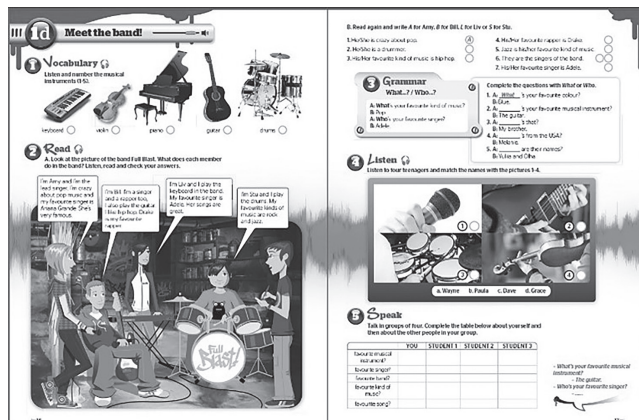 1d Meet the band!
1 Vocabulary
Listen and number the musical
instruments (1-5).
keyboard
violin
piano
guitar
drums
2 Read
A. Look at the picture of the band Full Blast. What does each member
do in the band? Listen, read and check your answers.
I'm Amy and I'm the
lead singer. I'm crazy
about pop music and
my favourite singer is
Ariana Grande. She's
very famous.
I'm Bill. I'm a singer
and a rapper too.
I also play the guitar.
I like hip hop. Drake
is my favourite
rapper.
I'm Liv and I play the
keyboard in the band.
My favourite singer is
Adele. Her songs are
great.
I'm Stu and I play
the drums. My
favourite kinds of
music are rock
and jazz.
Full
Blast!
B. Read again and write A for Amy, B for Bill, L for Liv or S for Stu.
1. He/She is crazy about pop. A
2. He/She is a drummer.
3. His/Her favourite kind of music is hip hop.
4. His/Her favourite rapper is Drake.
5. Jazz is his/her favourite kind of music.
6. They are the singers of the band.
7. His/Her favourite singer is Adele.
3 Grammar
What...? / Who...?
A: What's your favourite kind of music?
B: Pop.
A: Who's your favourite singer?
B: Adele.
Complete the questions with What or Who.
1. A: What 's your favourite colour?
B: Blue.
2. A: 's your favourite musical instrument?
B: The guitar.
3. A: 's that?
B: My brother.
4. A: 's from the USA?
B: Melanie.
5. A: are their names?
B: Yulia and Olha.
4 Listen
Listen to four teenagers and match the names with the pictures 1-4.
1
2
3
4
a. Wayne b. Paula c. Dave d. Grace
5 Speak
Talk in groups of four. Complete the table below about yourself and
then about the other people in your group.
YOU STUDENT 1 STUDENT 2 STUDENT 3
favourite musical
instrument?
favourite singer?
favourite band?
favourite kind of
music?
favourite song?
- What's your favourite musical
instrument?
- The guitar.
- Who's your favourite singer?